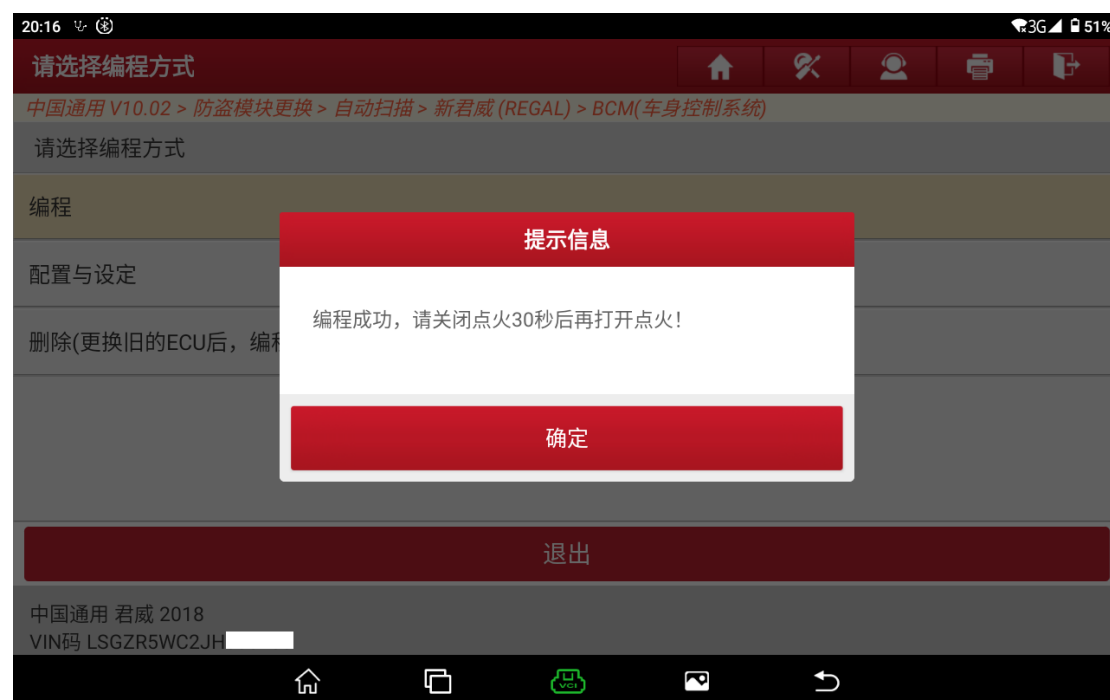 20:16 3G 51%
请选择编程方式
中国通用 V10.02 > 防盗模块更换 > 自动扫描 > 新君威 (REGAL) > BCM(车身控制系统)
请选择编程方式
编程
提示信息
配置与设定
编程成功，请关闭点火30秒后再打开点火！
删除(更换旧的ECU后，编程
确定
退出
中国通用 君威 2018
VIN码 LSGZR5WC2JH
VCI